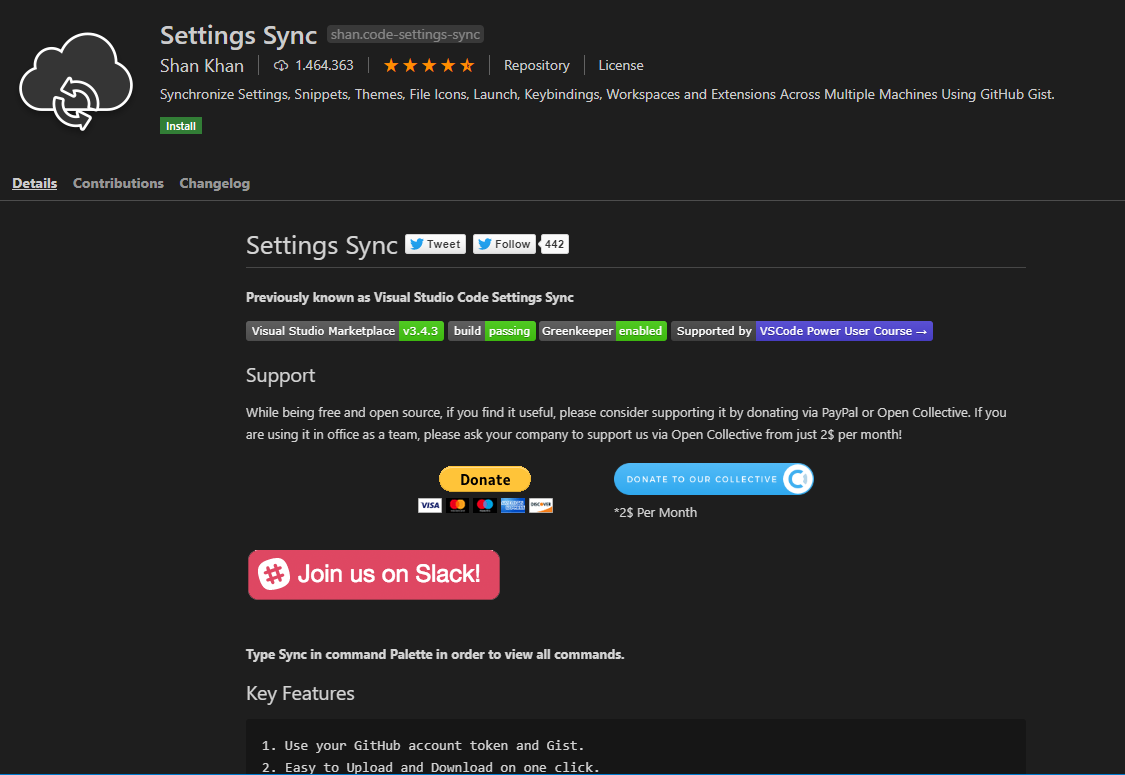 Settings Sync shan.code-settings-sync
Shan Khan 1.464.363 Repository License
Synchronize Settings, Snippets, Themes, File Icons, Launch, Keybindings, Workspaces and Extensions Across Multiple Machines Using GitHub Gist.
Install
Details Contributions Changelog
Settings Sync Tweet Follow 442
Previously known as Visual Studio Code Settings Sync
Visual Studio Marketplace v3.4.3 build passing Greenkeeper enabled Supported by VSCode Power User Course →
Support
While being free and open source, if you find it useful, please consider supporting it by donating via PayPal or Open Collective. If you
are using it in office as a team, please ask your company to support us via Open Collective from just 2$ per month!
Donate DONATE TO OUR COLLECTIVE
VISA DISCOVER
*2$ Per Month
Join us on Slack!
Type Sync in command Palette in order to view all commands.
Key Features
1. Use your GitHub account token and Gist.
2. Easy to Upload and Download on one click.